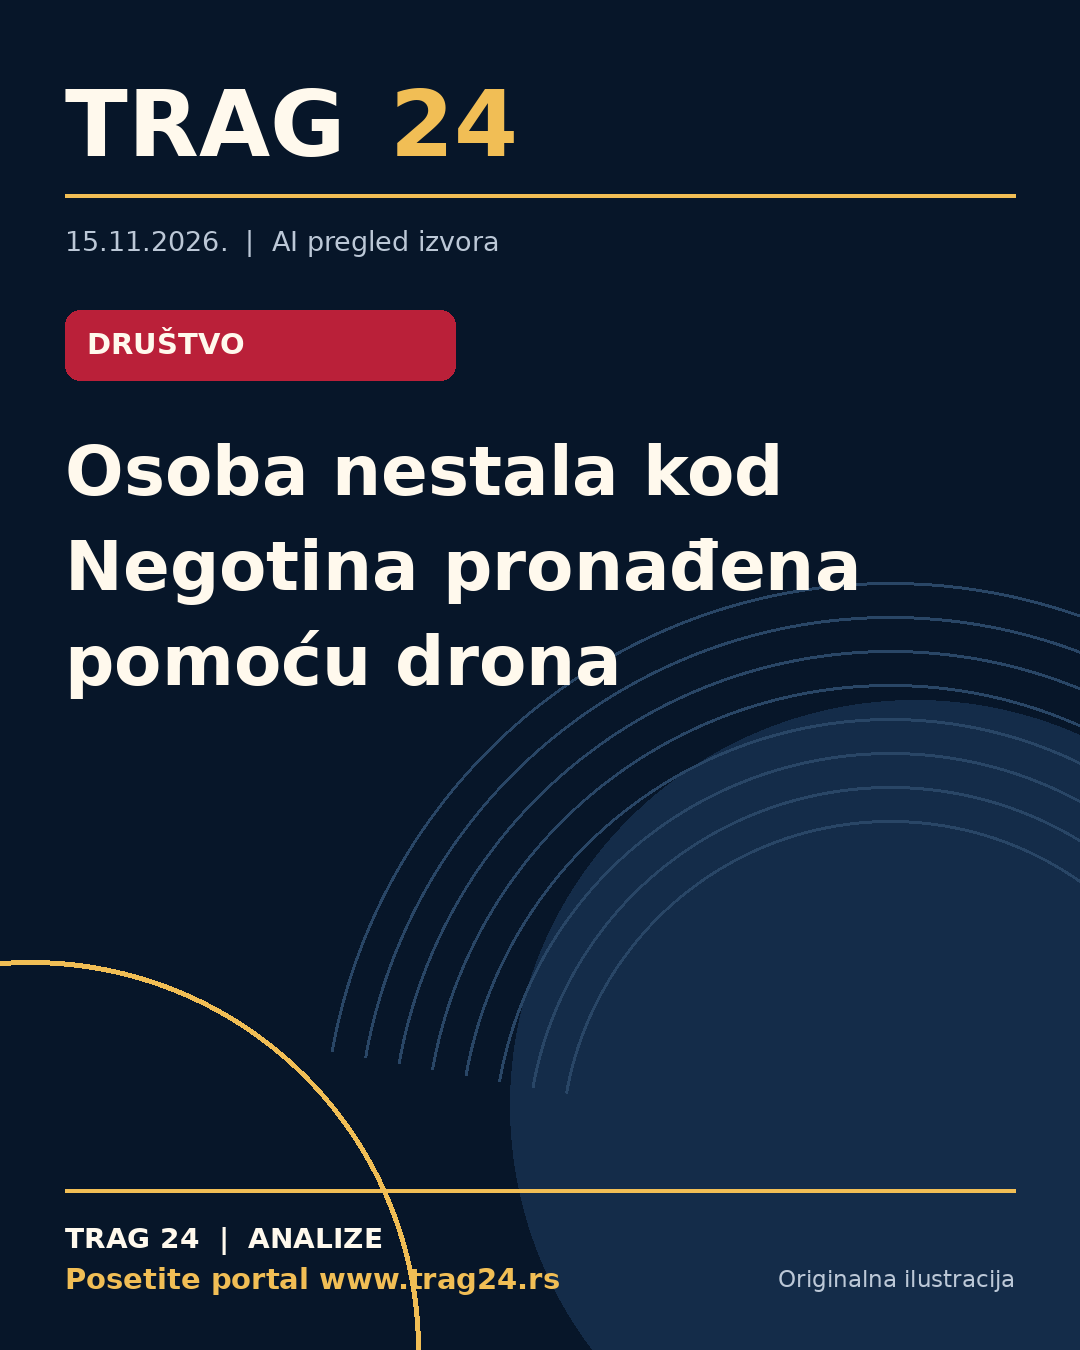 TRAG 24
15.11.2026. | AI pregled izvora
DRUŠTVO
Osoba nestala kod
Negotina pronađena
pomoću drona
TRAG 24 | ANALIZE
Posetite portal www.trag24.rs
Originalna ilustracija